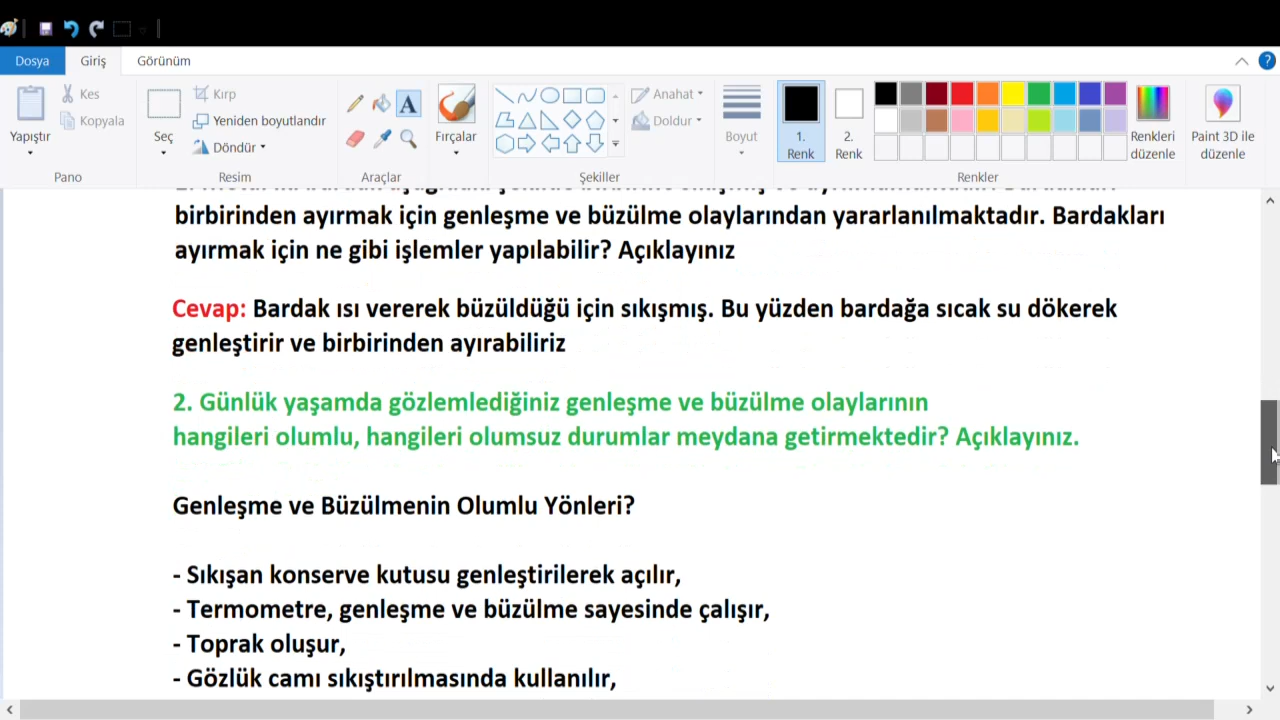 Dosya Giriş Görünüm
Yapıştır
Kes
Kopyala
Pano
Seç
Kırp
Yeniden boyutlandır
Döndür
Resim
A
Araçlar
Fırçalar
Şekiller
Anahat
Doldur
Boyut
1.
Renk
2.
Renk
Renkler
Renkleri
düzenle
Paint 3D ile
düzenle
?
birbirinden ayırmak için genleşme ve büzülme olaylarından yararlanılmaktadır. Bardakları
ayırmak için ne gibi işlemler yapılabilir? Açıklayınız
Cevap: Bardak ısı vererek büzüldüğü için sıkışmış. Bu yüzden bardağa sıcak su dökerek
genleştirir ve birbirinden ayırabiliriz
2. Günlük yaşamda gözlemlediğiniz genleşme ve büzülme olaylarının
hangileri olumlu, hangileri olumsuz durumlar meydana getirmektedir? Açıklayınız.
Genleşme ve Büzülmenin Olumlu Yönleri?
- Sıkışan konserve kutusu genleştirilerek açılır,
- Termometre, genleşme ve büzülme sayesinde çalışır,
- Toprak oluşur,
- Gözlük camı sıkıştırılmasında kullanılır,